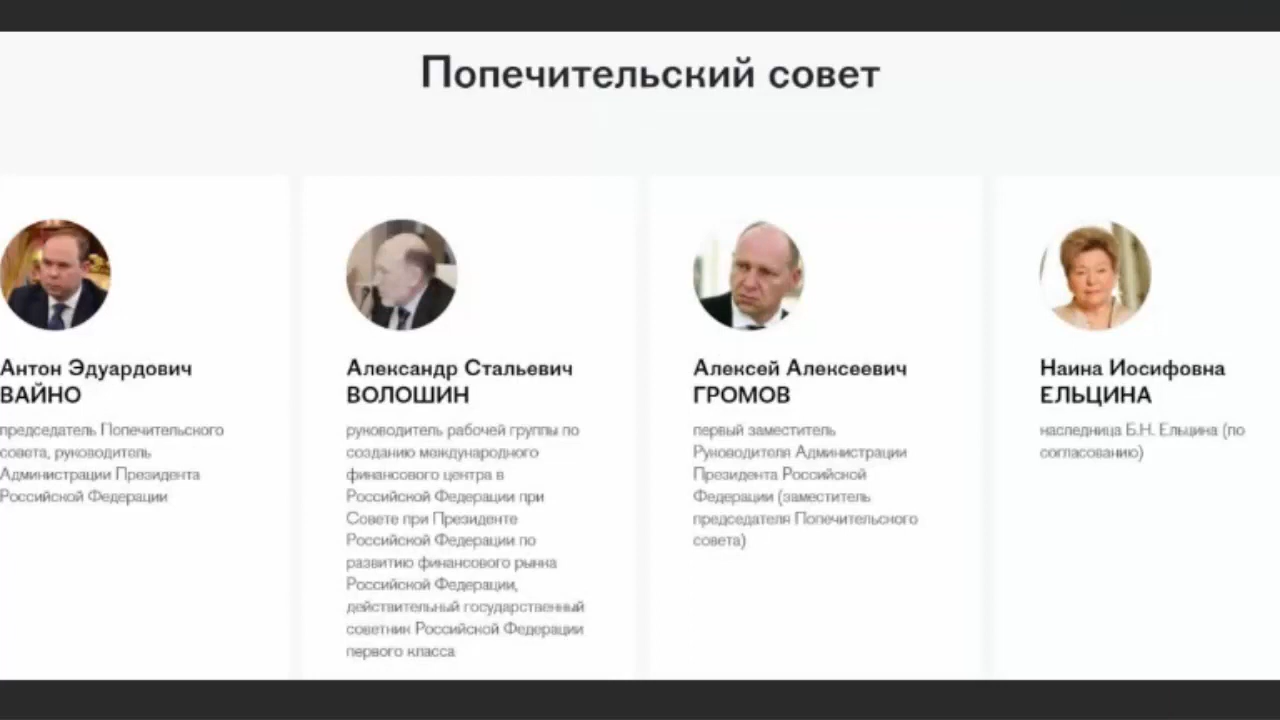 Попечительский совет
Антон Эдуардович
ВАЙНО
председатель Попечительского
совета, руководитель
Администрации Президента
Российской Федерации
Александр Стальевич
ВОЛОШИН
руководитель рабочей группы по
созданию международного
финансового центра в
Российской Федерации при
Совете при Президенте
Российской Федерации по
развитию финансового рынка
Российской Федерации,
действительный государственный
советник Российской Федерации
первого класса
Алексей Алексеевич
ГРОМОВ
первый заместитель
Руководителя Администрации
Президента Российской
Федерации (заместитель
председателя Попечительского
совета)
Наина Иосифовна
ЕЛЬЦИНА
наследница Б.Н. Ельцина (по
согласованию)